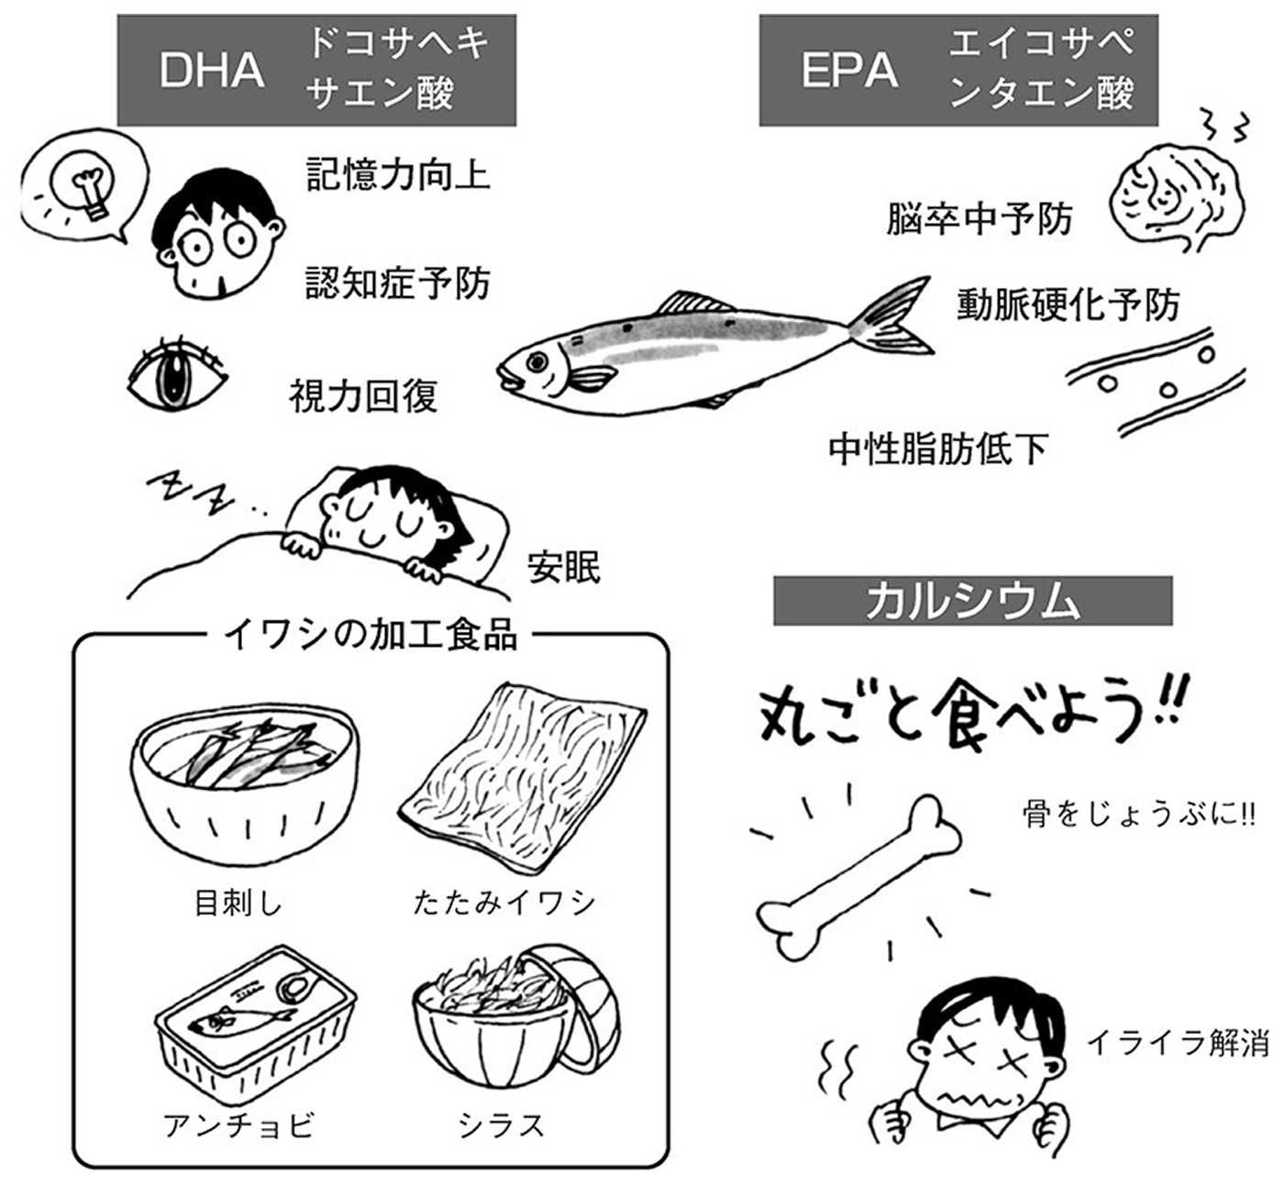 DHA
ドコサヘキ
サエン酸
記憶力向上
認知症予防
視力回復
安眠
EPA
エイコサペ
ンタエン酸
脳卒中予防
動脈硬化予防
中性脂肪低下
カルシウム
丸ごと食べよう!!
骨をじょうぶに!!
イライラ解消
イワシの加工食品
目刺し
たたみイワシ
アンチョビ
シラス